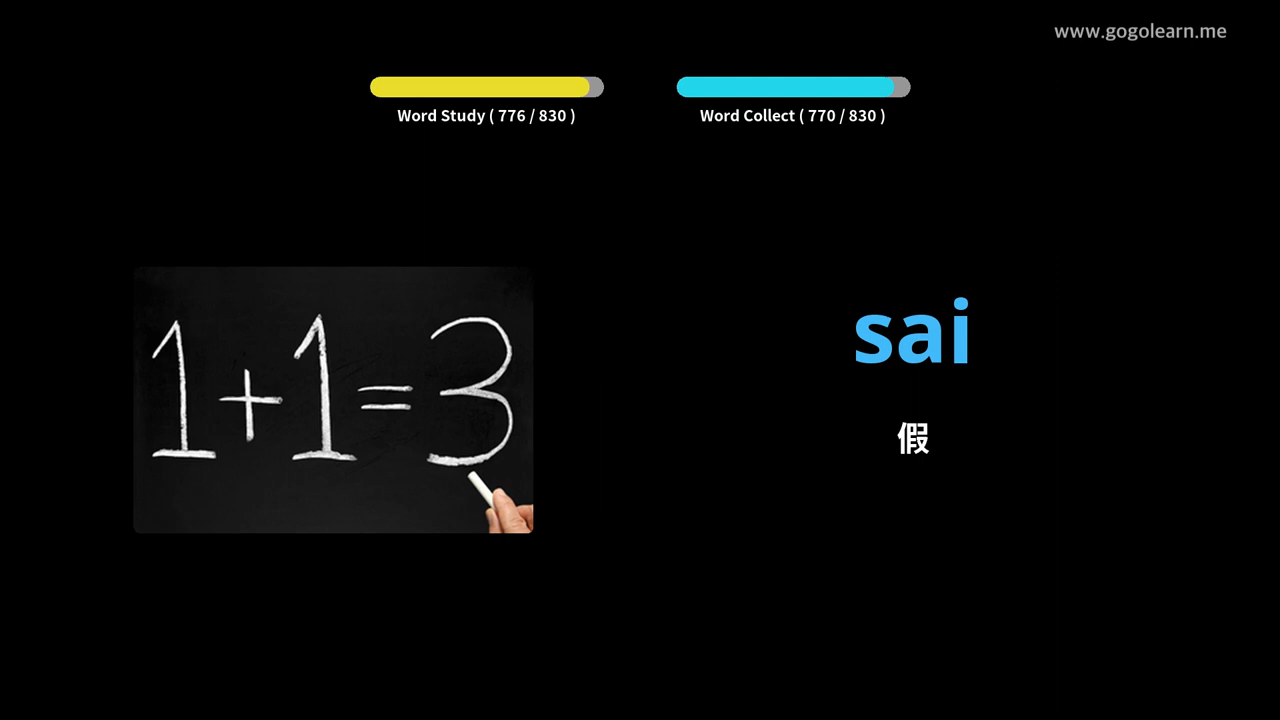 www.gogolearn.me
Word Study ( 776 / 830 )
Word Collect ( 770 / 830 )
1+1=3
sai
假